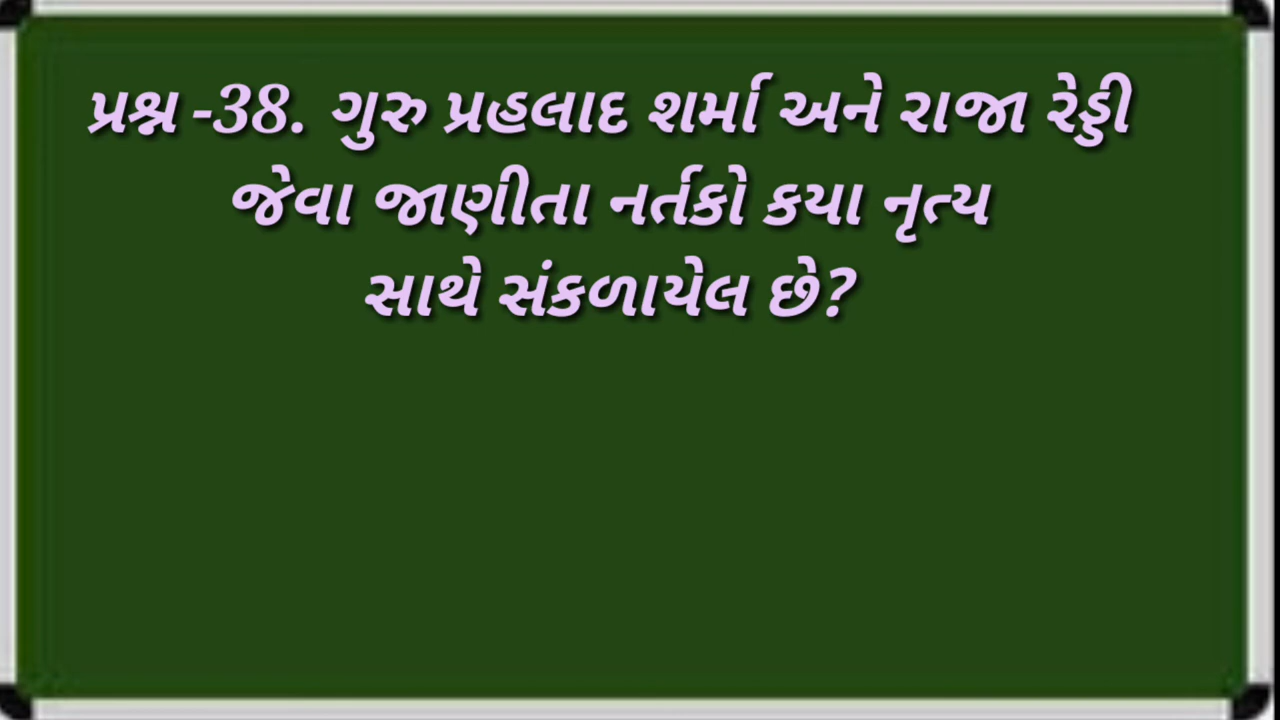 પ્રશ્ન -38. ગુરુ પ્રહલાદ શર્મા અને રાજા રેડ્ડી
જેવા જાણીતા નર્તકો કયા નૃત્ય
સાથે સંકળાયેલ છે?